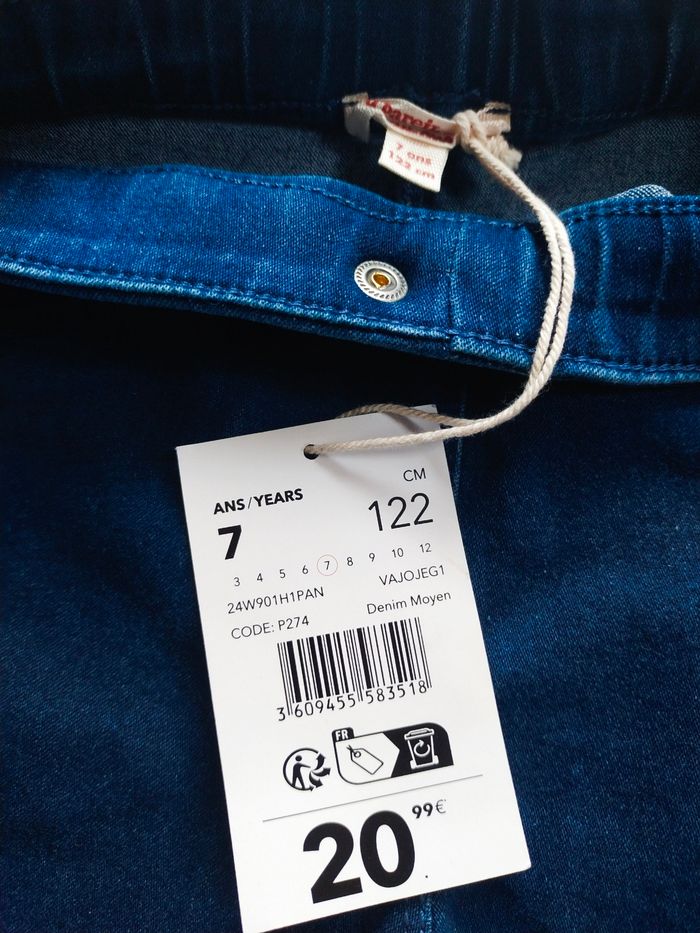 7 ans
122 cm
ANS/YEARS
7
CM
122
3 4 5 6 7 8 9 10 12
24W901H1PAN
VAJOJEG1
CODE: P274
Denim Moyen
3 609455 583518
FR
20 99€